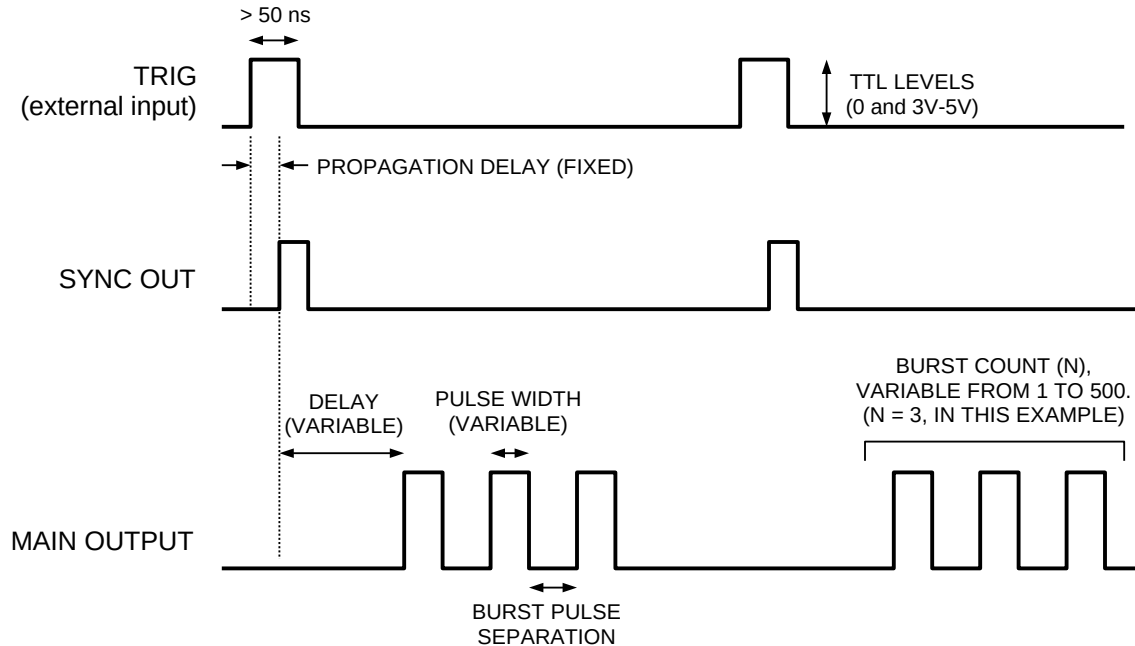 > 50 ns
TRIG
(external input)
TTL LEVELS
(0 and 3V-5V)
PROPAGATION DELAY (FIXED)
SYNC OUT
BURST COUNT (N),
VARIABLE FROM 1 TO 500.
(N = 3, IN THIS EXAMPLE)
DELAY
(VARIABLE)
PULSE WIDTH
(VARIABLE)
MAIN OUTPUT
BURST PULSE
SEPARATION